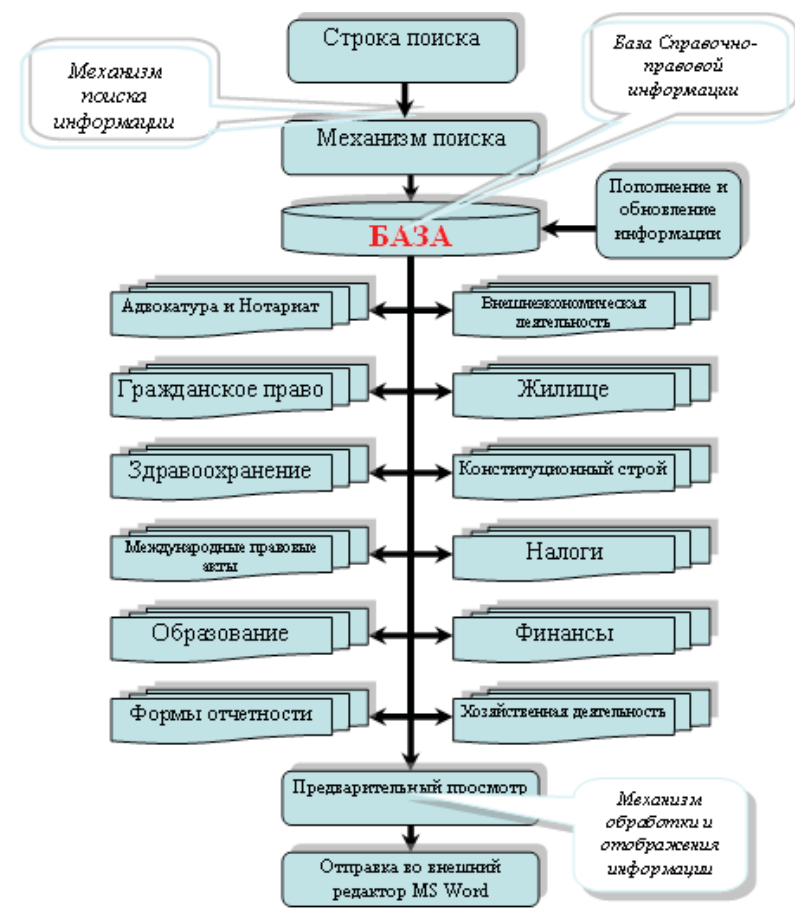 Строка поиска
Механизм
поиска
информации
База Справочно-
правовой
информации
Механизм поиска
Пополнение и
обновление
информации
БАЗА
Адвокатура и Нотариат
Внешнеэкономическая
деятельность
Гражданское право
Жилище
Здравоохранение
Конституционный строй
Международные правовые
акты
Налоги
Образование
Финансы
Формы отчетности
Хозяйственная деятельность
Предварительный просмотр
Механизм
обработки и
отображения
информации
Отправка во внешний
редактор MS Word